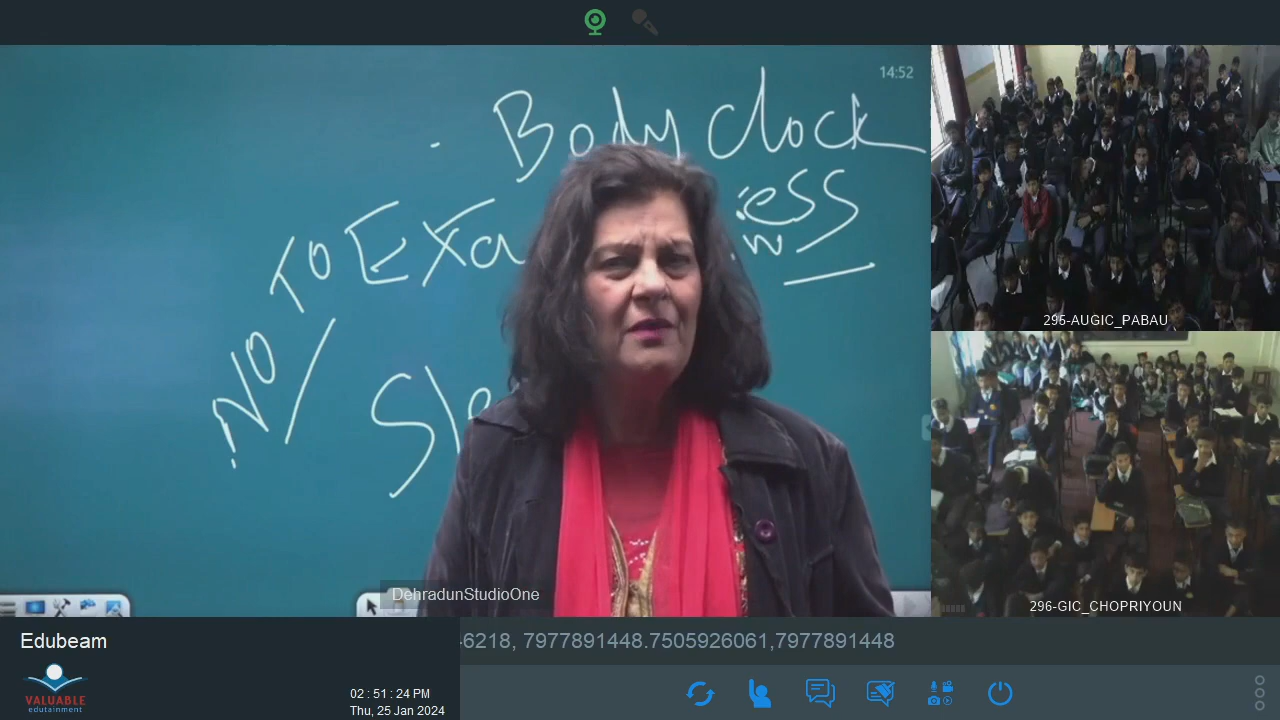 14:52
Body clock
TO Exa
ess
NO/
Sle
295-AUGIC_PABAU
296-GIC_CHOPRIYOUN
DehradunStudioOne
Edubeam
46218, 7977891448.7505926061,7977891448
VALUABLE
edutainment
02 : 51 : 24 PM
Thu, 25 Jan 2024